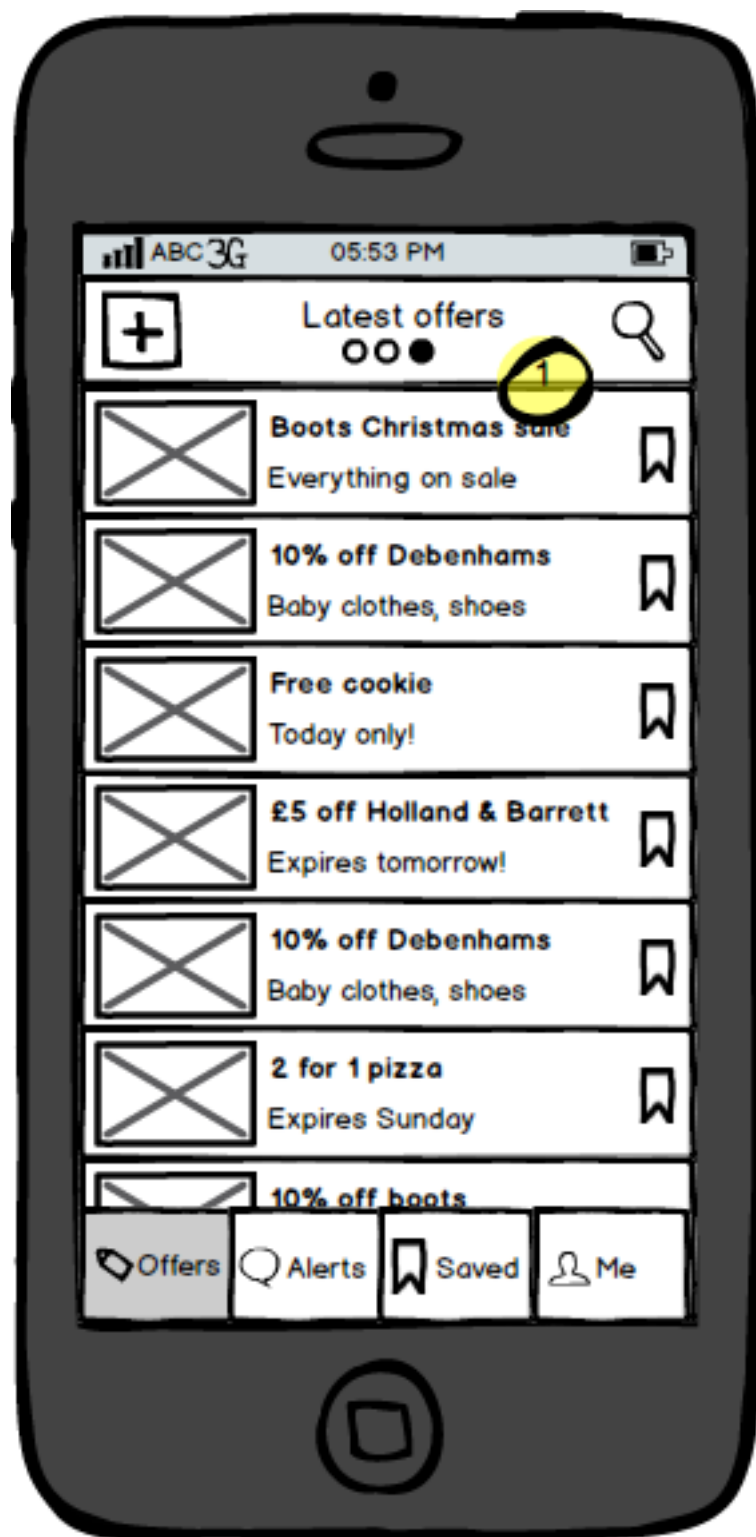 ABC 3G 05:53 PM
Latest offers
1
Boots Christmas sale
Everything on sale
10% off Debenhams
Baby clothes, shoes
Free cookie
Today only!
£5 off Holland & Barrett
Expires tomorrow!
10% off Debenhams
Baby clothes, shoes
2 for 1 pizza
Expires Sunday
10% off boots
Offers Alerts Saved Me